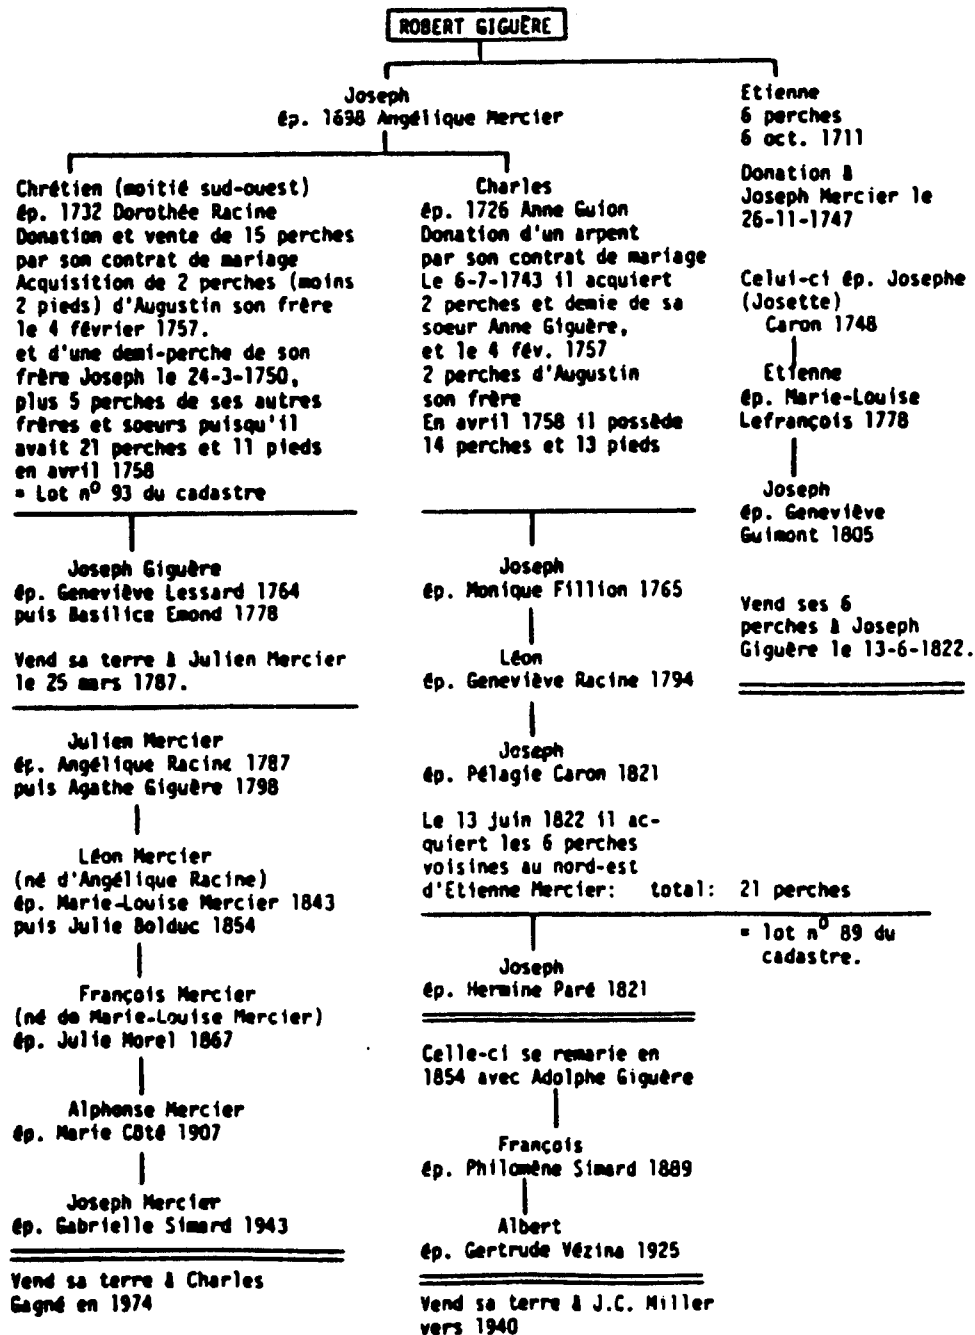 ROBERT GIGUÈRE
Joseph
ép. 1698 Angélique Mercier
Etienne
6 perches
6 oct. 1711
Donation à
Joseph Mercier le
26-11-1747
Celui-ci ép. Josephe
(Josette)
Caron 1748
Etienne
ép. Marie-Louise
Lefrançois 1778
Joseph
ép. Geneviève
Guimont 1805
Vend ses 6
perches à Joseph
Giguère le 13-6-1822.
Chrétien (moitié sud-ouest)
ép. 1732 Dorothée Racine
Donation et vente de 15 perches
par son contrat de mariage
Acquisition de 2 perches (moins
2 pieds) d'Augustin son frère
le 4 février 1757.
et d'une demi-perche de son
frère Joseph le 24-3-1750,
plus 5 perches de ses autres
frères et soeurs puisqu'il
avait 21 perches et 11 pieds
en avril 1758
= Lot nº 93 du cadastre
Joseph Giguère
ép. Geneviève Lessard 1764
puis Basilice Emond 1778
Vend sa terre à Julien Mercier
le 25 mars 1787.
Julien Mercier
ép. Angélique Racine 1787
puis Agathe Giguère 1798
Léon Mercier
(né d'Angélique Racine)
ép. Marie-Louise Mercier 1843
puis Julie Bolduc 1854
François Mercier
(né de Marie-Louise Mercier)
ép. Julie Morel 1867
Alphonse Mercier
ép. Marie Côté 1907
Joseph Mercier
ép. Gabrielle Simard 1943
Vend sa terre à Charles
Gagné en 1974
Charles
ép. 1726 Anne Guion
Donation d'un arpent
par son contrat de mariage
Le 6-7-1743 il acquiert
2 perches et demie de sa
soeur Anne Giguère,
et le 4 fév. 1757
2 perches d'Augustin
son frère
En avril 1758 il possède
14 perches et 13 pieds
Joseph
ép. Monique Fillion 1765
Léon
ép. Geneviève Racine 1794
Joseph
ép. Pélagie Caron 1821
Le 13 juin 1822 il ac-
quiert les 6 perches
voisines au nord-est
d'Etienne Mercier: total: 21 perches
= lot nº 89 du
cadastre.
Joseph
ép. Hermine Paré 1821
Celle-ci se remarie en
1854 avec Adolphe Giguère
François
ép. Philomène Simard 1889
Albert
ép. Gertrude Vézina 1925
Vend sa terre à J.C. Miller
vers 1940